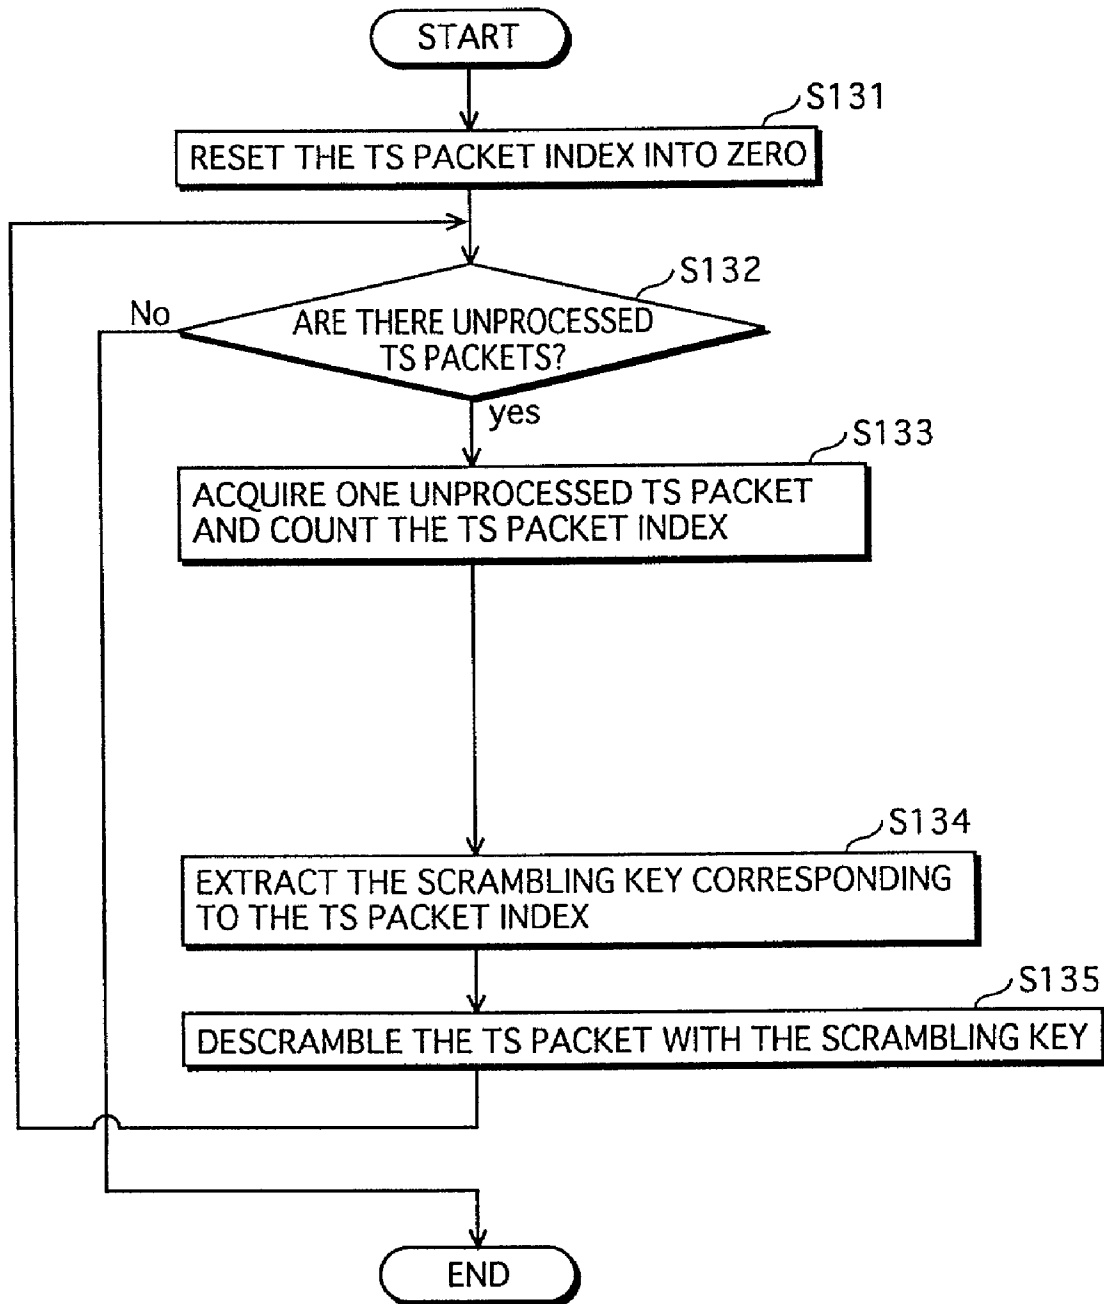 START
S131
RESET THE TS PACKET INDEX INTO ZERO
S132
No
ARE THERE UNPROCESSED
TS PACKETS?
yes
S133
ACQUIRE ONE UNPROCESSED TS PACKET
AND COUNT THE TS PACKET INDEX
S134
EXTRACT THE SCRAMBLING KEY CORRESPONDING
TO THE TS PACKET INDEX
S135
DESCRAMBLE THE TS PACKET WITH THE SCRAMBLING KEY
END